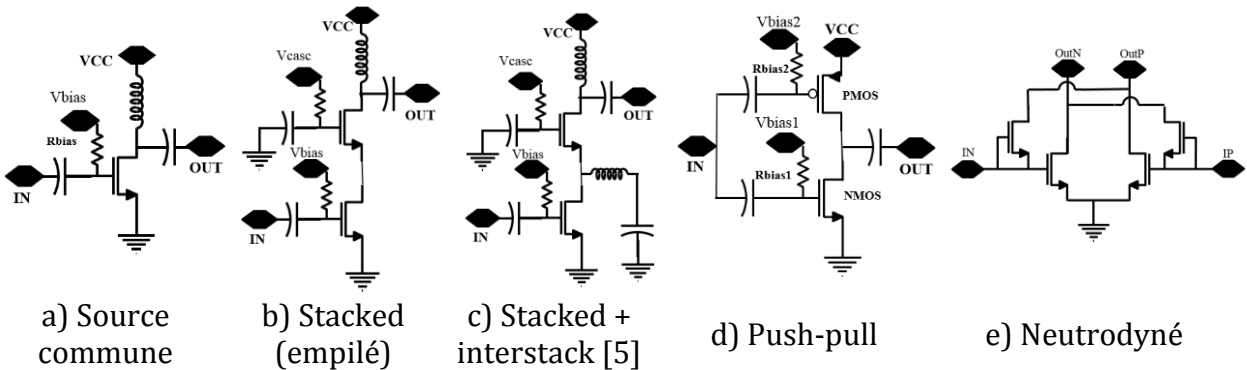 VCC
Vbias
Rbias
IN
OUT
a) Source
commune
VCC
Vcasc
OUT
Vbias
IN
b) Stacked
(empilé)
VCC
Vcasc
OUT
Vbias
IN
c) Stacked +
interstack [5]
Vbias2
VCC
Rbias2
PMOS
Vbias1
IN
Rbias1
NMOS
OUT
d) Push-pull
OutN
OutP
IN
IP
e) Neutrodyné